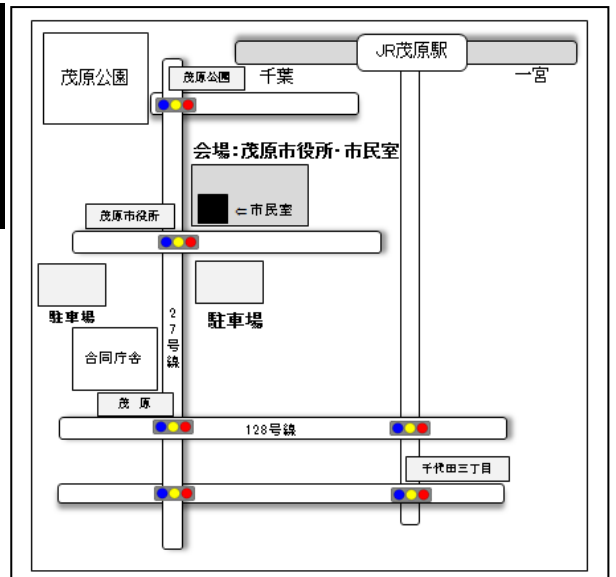 JR茂原駅
茂原公園
茂原公園
千葉
一宮
会場:茂原市役所・市民室
⇐市民室
茂原市役所
駐車場
駐車場
27号線
合同庁舎
茂 原
128号線
千代田三丁目